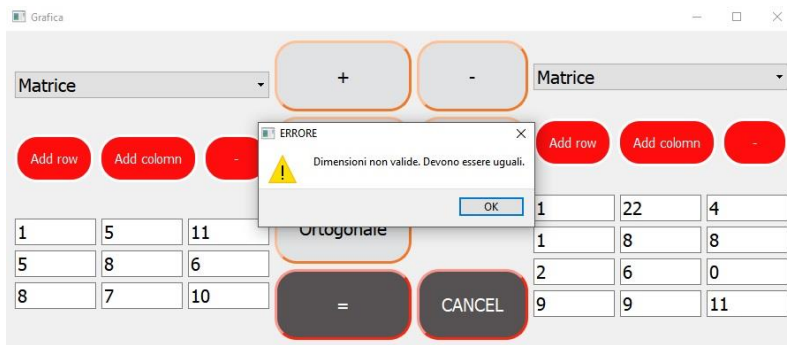 Grafica
Matrice
+
-
Matrice
ERRORE
Dimensioni non valide. Devono essere uguali.
OK
Add row
Add colomn
-
Add row
Add colomn
-
Ortogonale
1 5 11
5 8 6
8 7 10
1 22 4
1 8 8
2 6 0
9 9 11
=
CANCEL